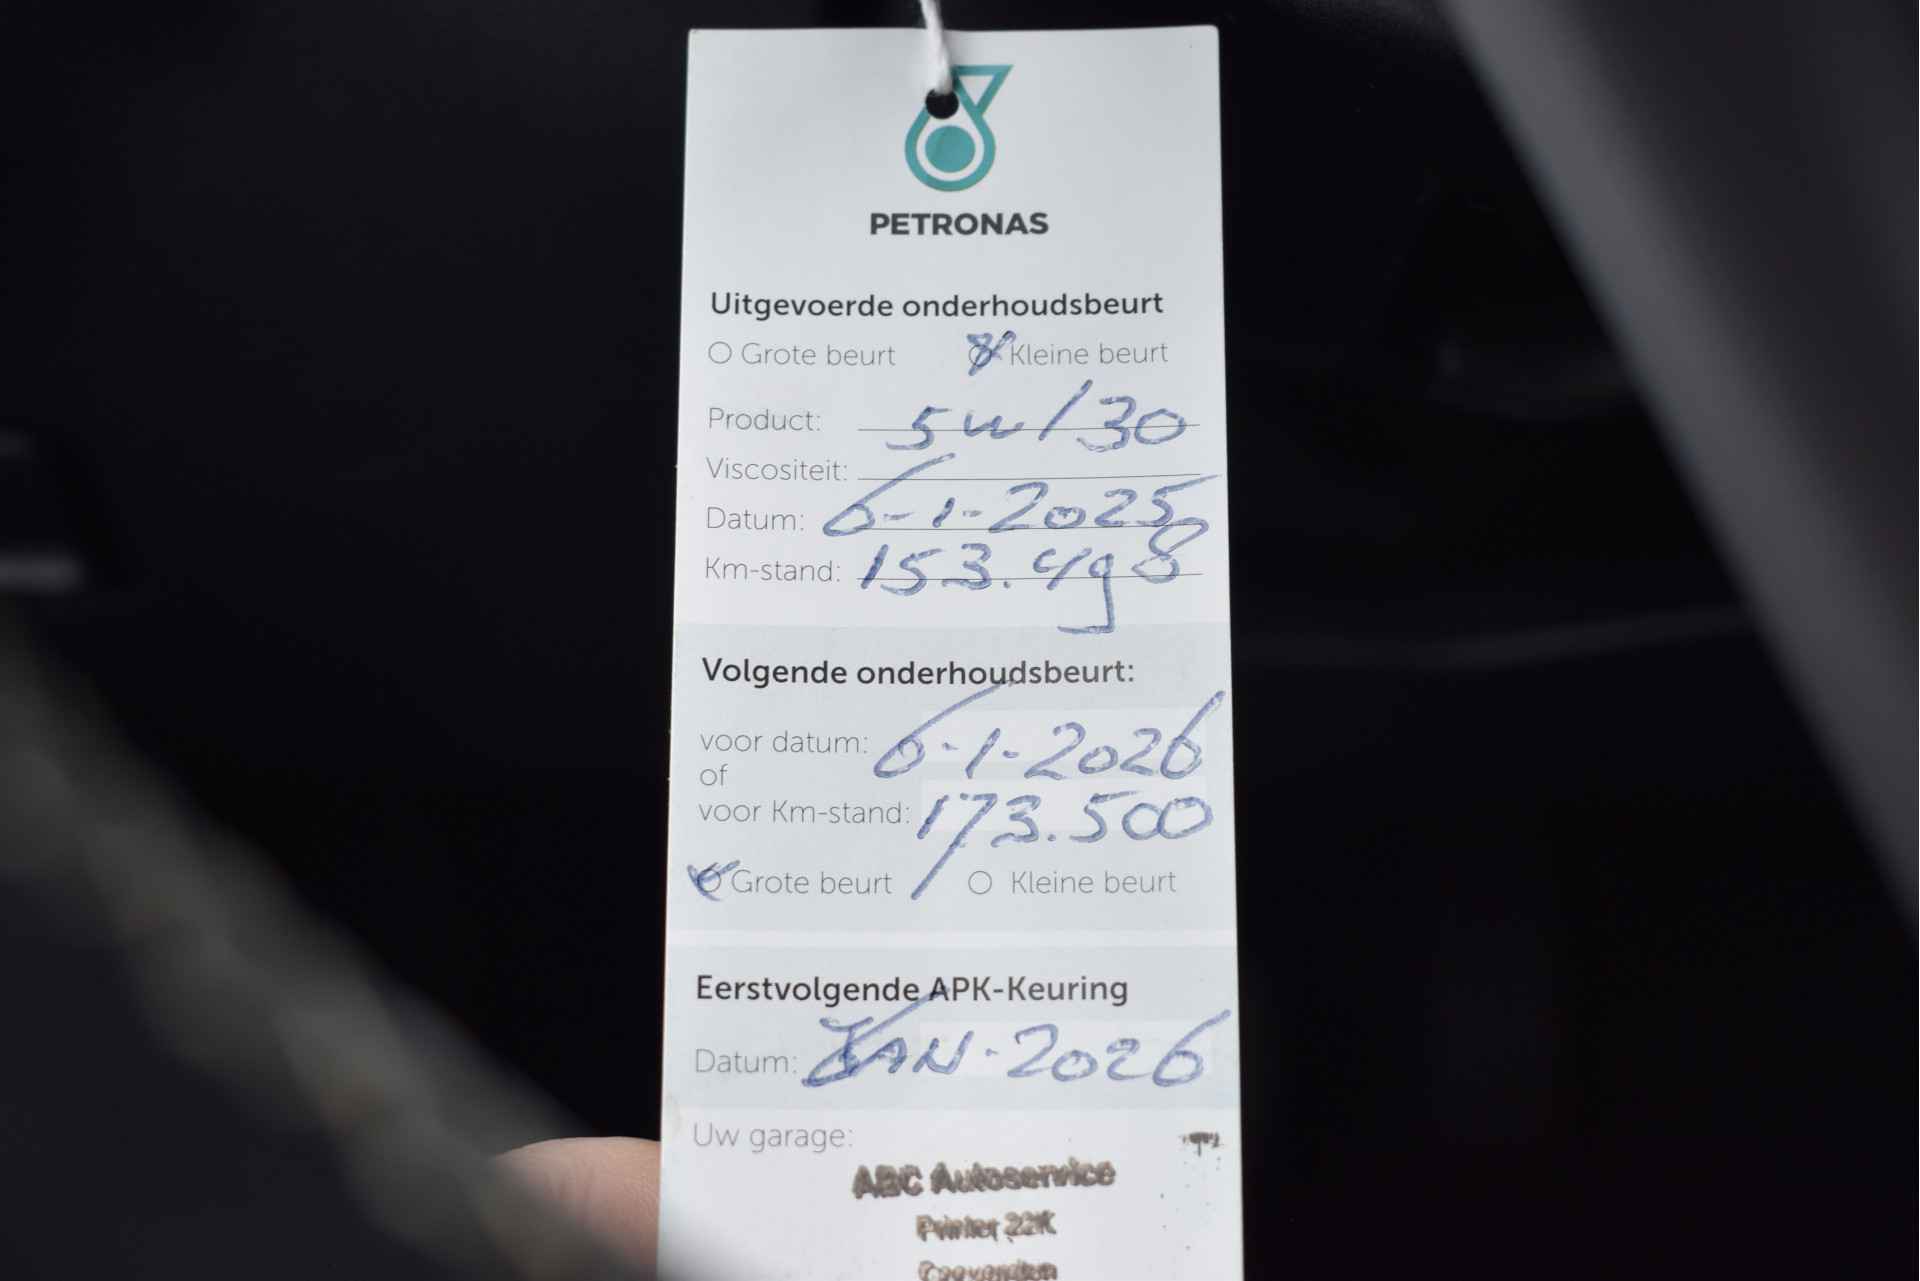 PETRONAS
Uitgevoerde onderhoudsbeurt
Grote beurt Kleine beurt
Product: 5w/30
Viscositeit:
Datum: 6-1-2025
Km-stand: 153.498
Volgende onderhoudsbeurt:
voor datum: 6-1-2026
of
voor Km-stand: 173.500
Grote beurt Kleine beurt
Eerstvolgende APK-Keuring
Datum: JAN-2026
Uw garage:
ABC Autoservice
Printer 22K